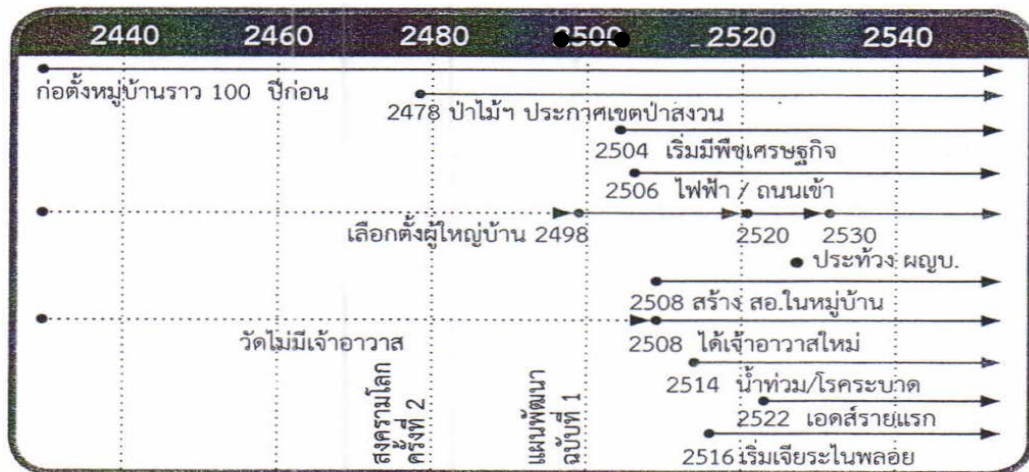 2440 2460 2480 2500 2520 2540
ก่อตั้งหมู่บ้านราว 100 ปีก่อน
2478 ป่าไม้ฯ ประกาศเขตป่าสงวน
2504 เริ่มมีพืชเศรษฐกิจ
2506 ไฟฟ้า / ถนนเข้า
เลือกตั้งผู้ใหญ่บ้าน 2498 2520 2530
ประท้วง ผญบ.
2508 สร้าง สอ.ในหมู่บ้าน
วัดไม่มีเจ้าอาวาส 2508 ได้เจ้าอาวาสใหม่
2514 น้ำท่วม/โรคระบาด
2522 เอดส์รายแรก
2516 เริ่มเจียระไนพลอย
สงครามโลก
ครั้งที่ 2
แผนพัฒนา
ฉบับที่ 1